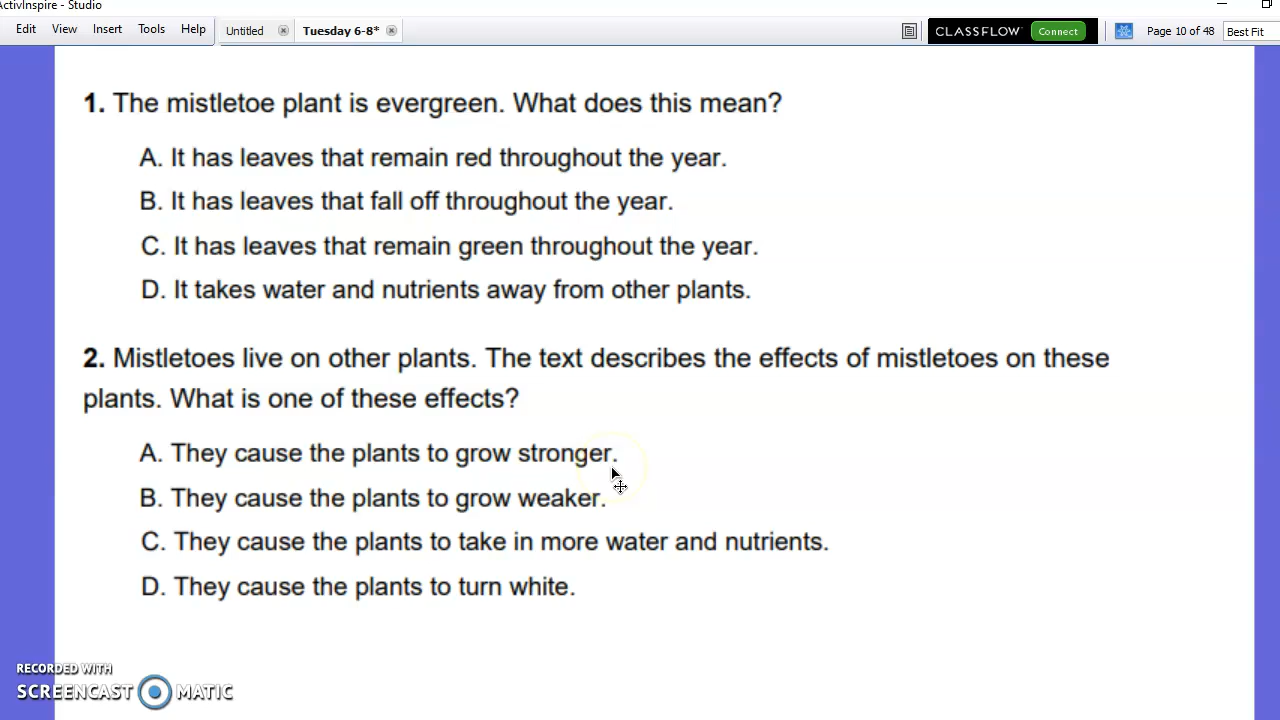 ActivInspire - Studio
Edit View Insert Tools Help Untitled Tuesday 6-8* CLASSFLOW Connect Page 10 of 48 Best Fit
1. The mistletoe plant is evergreen. What does this mean?
A. It has leaves that remain red throughout the year.
B. It has leaves that fall off throughout the year.
C. It has leaves that remain green throughout the year.
D. It takes water and nutrients away from other plants.
2. Mistletoes live on other plants. The text describes the effects of mistletoes on these
plants. What is one of these effects?
A. They cause the plants to grow stronger.
B. They cause the plants to grow weaker.
C. They cause the plants to take in more water and nutrients.
D. They cause the plants to turn white.
RECORDED WITH
SCREENCAST MATIC